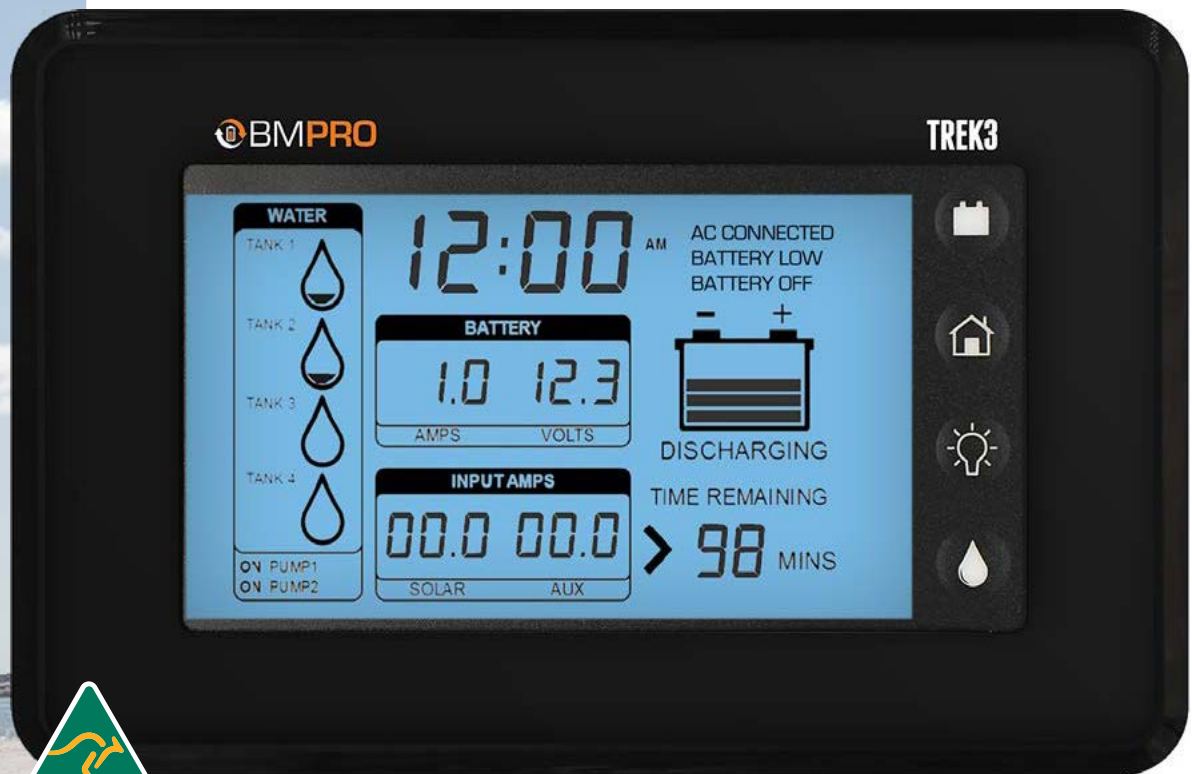 BMPRO
TREK3
WATER
TANK 1
TANK 2
TANK 3
TANK 4
ON PUMP1
ON PUMP2
12:00 AM
BATTERY
1.0 12.3
AMPS VOLTS
INPUT AMPS
00.0 00.0
SOLAR AUX
AC CONNECTED
BATTERY LOW
BATTERY OFF
- +
DISCHARGING
TIME REMAINING
> 98 MINS